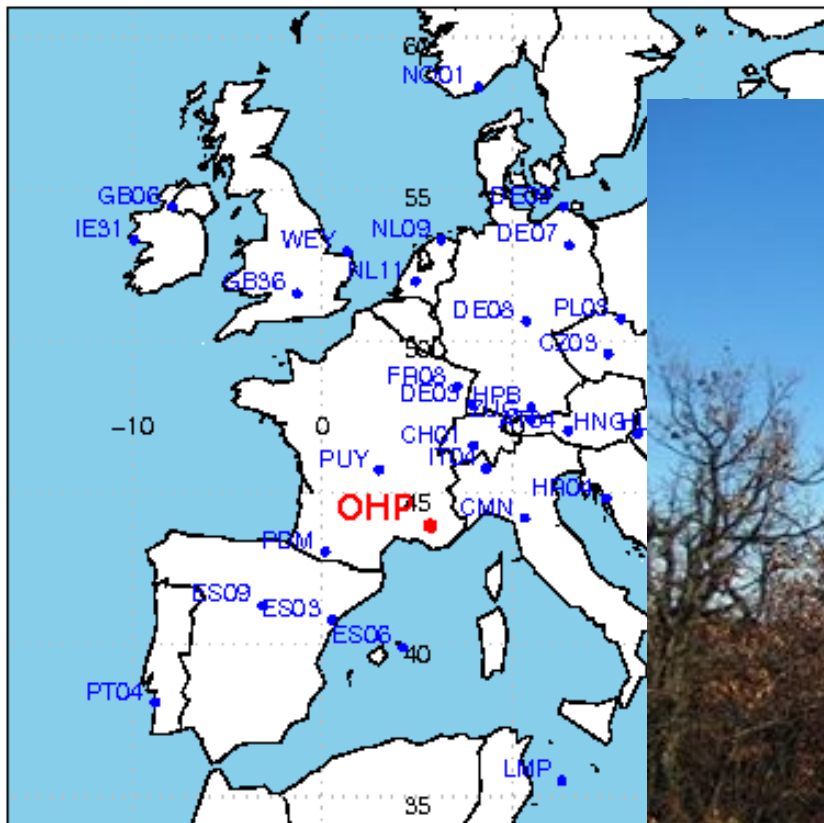 60
NO01
GB06
55
DE09
IE31
WEY
NL09
DE07
NL11
GB36
DE08
PL03
50
CZ03
FR08
DE03
HPB
-10
0
CH01
HNG
PUY
IT04
HR04
OHP
45
CMN
PDM
ES09
ES03
ES06
40
PT04
LMP
35